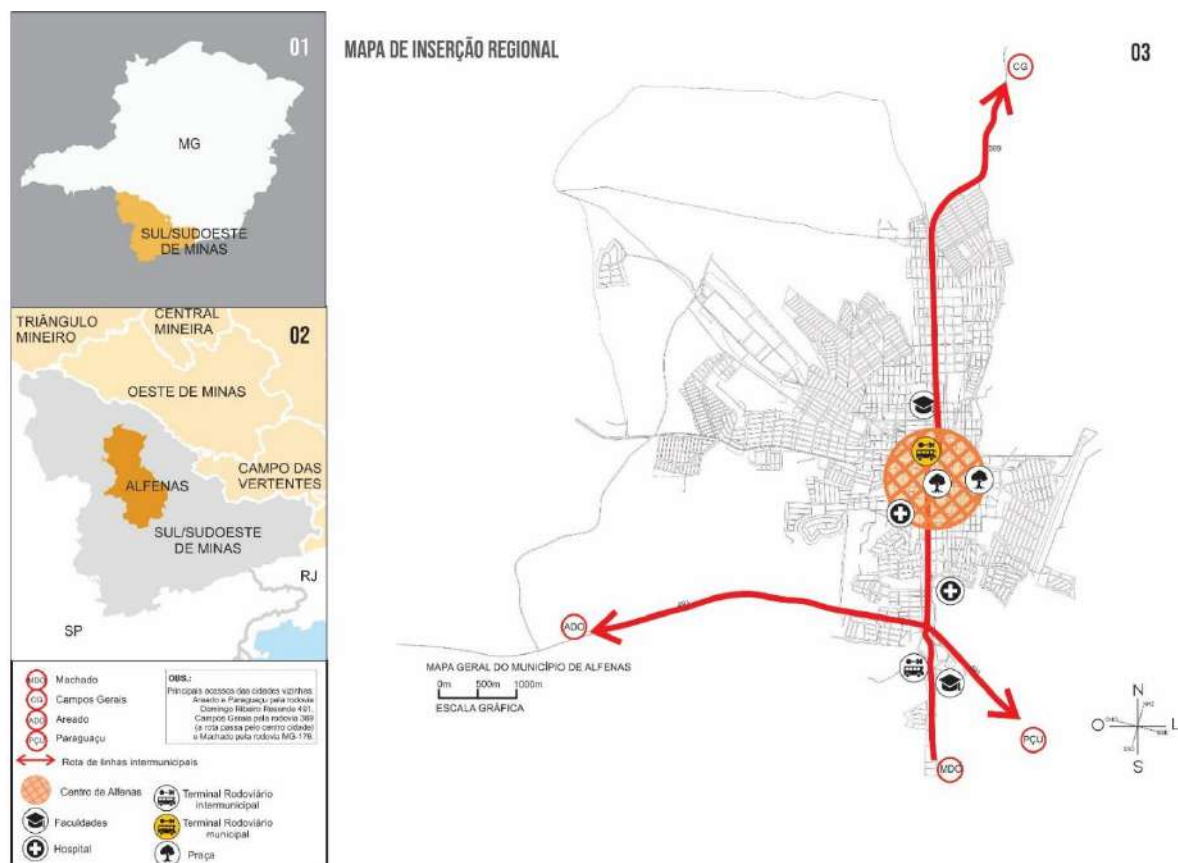 01
MG
SUL/SUDOESTE
DE MINAS
02
TRIÂNGULO
MINEIRO
CENTRAL
MINEIRA
OESTE DE MINAS
CAMPO DAS
VERTENTES
ALFENAS
SUL/SUDOESTE
DE MINAS
RJ
SP
MDO Machado
CG Campos Gerais
ADO Areado
PÇU Paraguaçu
OBS.:
Principais acessos das cidades vizinhas:
Areado e Paraguaçu pela rodovia
Domingo Ribeiro Resende 491.
Campos Gerais pela rodovia 369
(a rota passa pelo centro cidade)
e Machado pela rodovia MG-179.
Rota de linhas intermunicipais
Centro de Alfenas
Faculdades
Hospital
Terminal Rodoviário
intermunicipal
Terminal Rodoviário
municipal
Praça
MAPA DE INSERÇÃO REGIONAL
03
CG
369
ADO
491
MDO
PÇU
MAPA GERAL DO MUNICÍPIO DE ALFENAS
0m 500m 1000m
ESCALA GRÁFICA
N
O
L
S